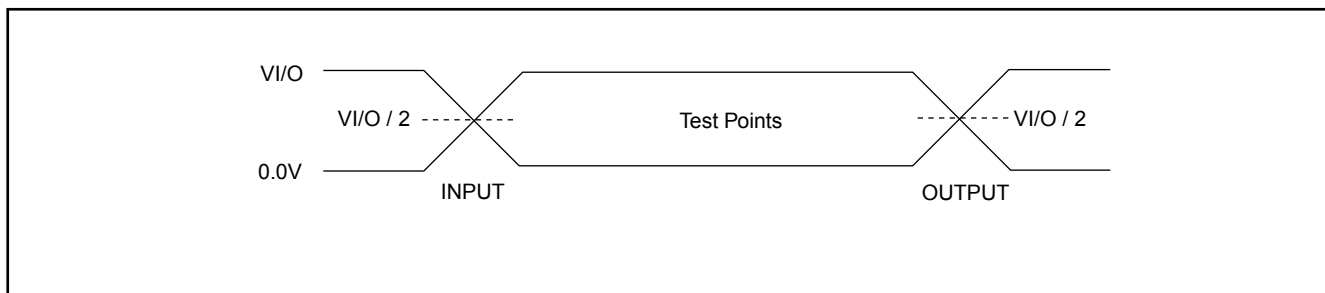 VI/O
VI/O / 2
Test Points
VI/O / 2
0.0V
INPUT
OUTPUT